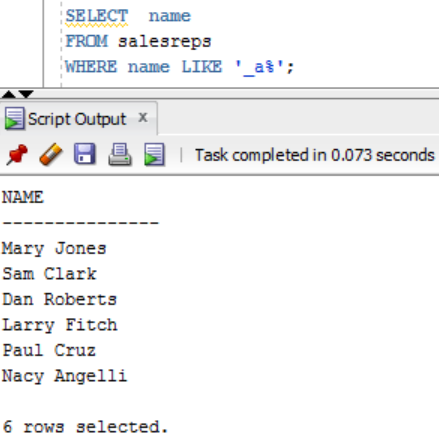 SELECT name
FROM salesreps
WHERE name LIKE '_a%';
Script Output x
Task completed in 0.073 seconds
NAME
---------------
Mary Jones
Sam Clark
Dan Roberts
Larry Fitch
Paul Cruz
Nacy Angelli
6 rows selected.